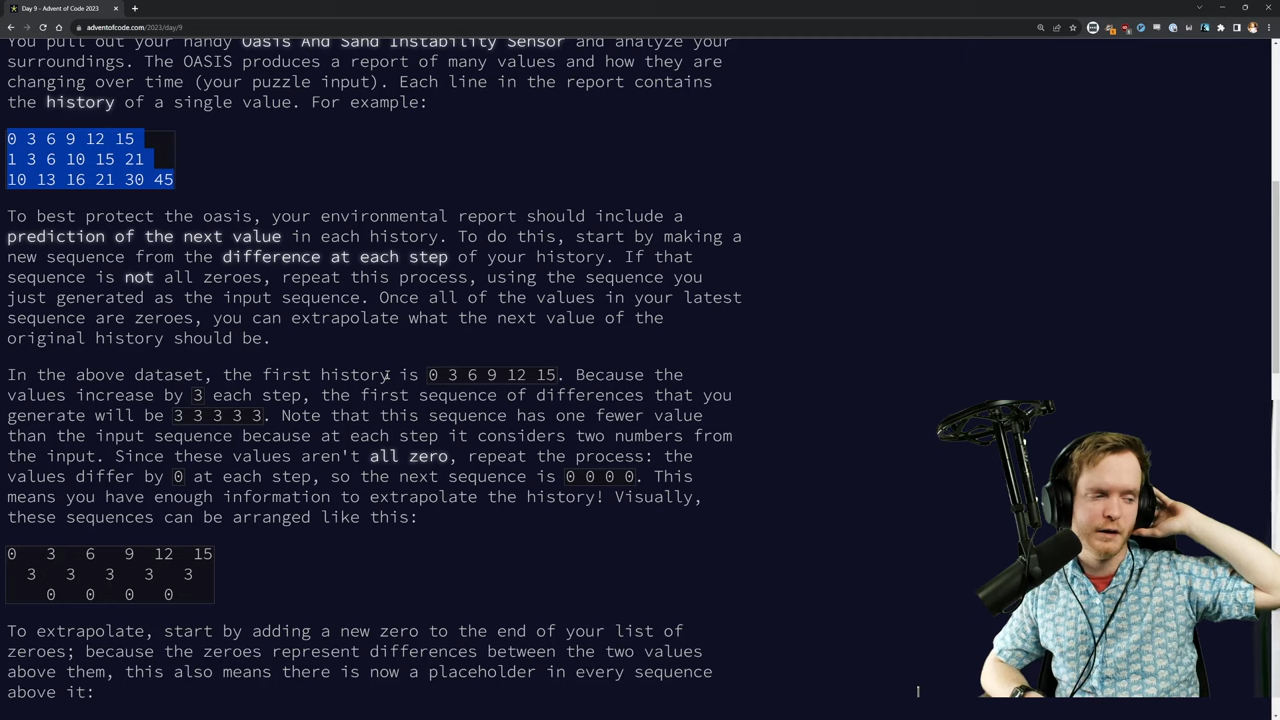 Day 9 - Advent of Code 2023
adventofcode.com/2023/day/9
You pull out your handy Oasis And Sand Instability Sensor and analyze your
surroundings. The OASIS produces a report of many values and how they are
changing over time (your puzzle input). Each line in the report contains
the history of a single value. For example:
0 3 6 9 12 15
1 3 6 10 15 21
10 13 16 21 30 45
To best protect the oasis, your environmental report should include a
prediction of the next value in each history. To do this, start by making a
new sequence from the difference at each step of your history. If that
sequence is not all zeroes, repeat this process, using the sequence you
just generated as the input sequence. Once all of the values in your latest
sequence are zeroes, you can extrapolate what the next value of the
original history should be.
In the above dataset, the first history is 0 3 6 9 12 15. Because the
values increase by 3 each step, the first sequence of differences that you
generate will be 3 3 3 3 3. Note that this sequence has one fewer value
than the input sequence because at each step it considers two numbers from
the input. Since these values aren't all zero, repeat the process: the
values differ by 0 at each step, so the next sequence is 0 0 0 0. This
means you have enough information to extrapolate the history! Visually,
these sequences can be arranged like this:
0 3 6 9 12 15
3 3 3 3 3
0 0 0 0
To extrapolate, start by adding a new zero to the end of your list of
zeroes; because the zeroes represent differences between the two values
above them, this also means there is now a placeholder in every sequence
above it: